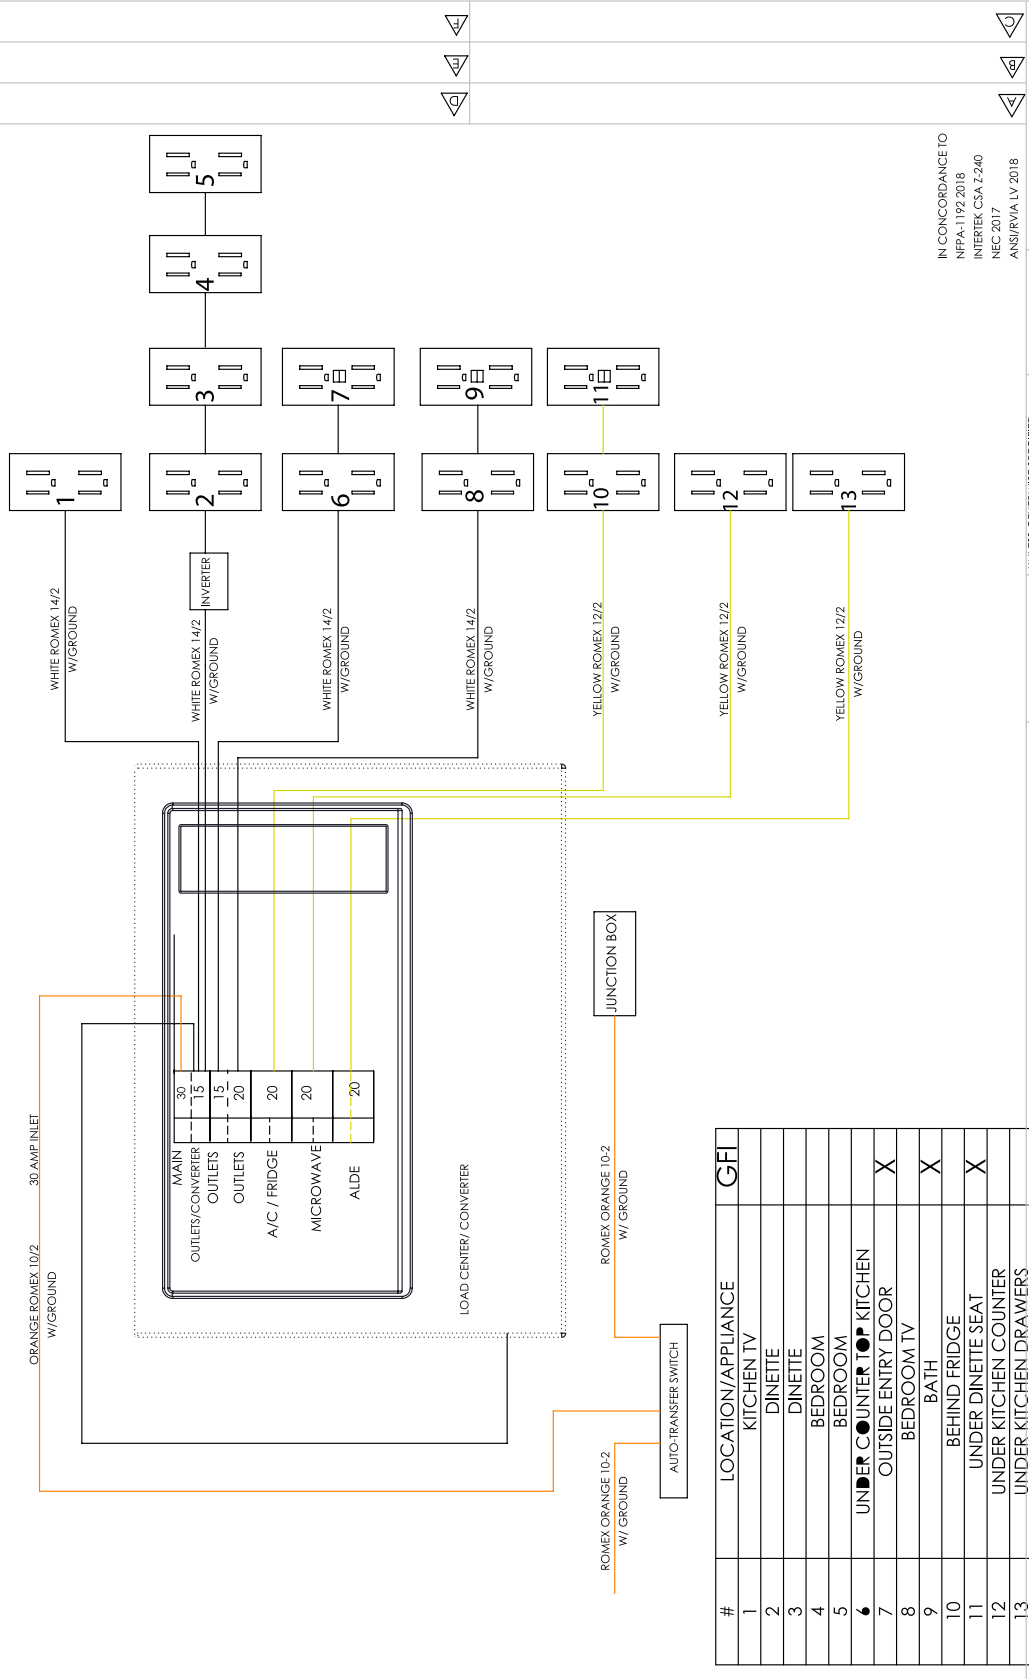 F
E
D
C
B
A
IN CONCORDANCE TO
NFPA-1192 2018
INTERTEK CSA Z-240
NEC 2017
ANSI/RVIA LV 2018
1
2
3
4
5
6
7
8
9
10
11
12
13
WHITE ROMEX 14/2
W/GROUND
INVERTER
WHITE ROMEX 14/2
W/GROUND
WHITE ROMEX 14/2
W/GROUND
WHITE ROMEX 14/2
W/GROUND
YELLOW ROMEX 12/2
W/GROUND
YELLOW ROMEX 12/2
W/GROUND
YELLOW ROMEX 12/2
W/GROUND
ORANGE ROMEX 10/2
W/GROUND
30 AMP INLET
MAIN 30
OUTLETS/CONVERTER 15
OUTLETS 15
OUTLETS 20
A/C / FRIDGE 20
MICROWAVE 20
ALDE 20
LOAD CENTER/ CONVERTER
JUNCTION BOX
ROMEX ORANGE 10-2
W/ GROUND
AUTO-TRANSFER SWITCH
ROMEX ORANGE 10-2
W/ GROUND
# LOCATION/APPLIANCE GFI
1 KITCHEN TV
2 DINETTE
3 DINETTE
4 BEDROOM
5 BEDROOM
6 UNDER COUNTER TOP KITCHEN
7 OUTSIDE ENTRY DOOR X
8 BEDROOM TV
9 BATH X
10 BEHIND FRIDGE
11 UNDER DINETTE SEAT X
12 UNDER KITCHEN COUNTER
13 UNDER KITCHEN DRAWERS